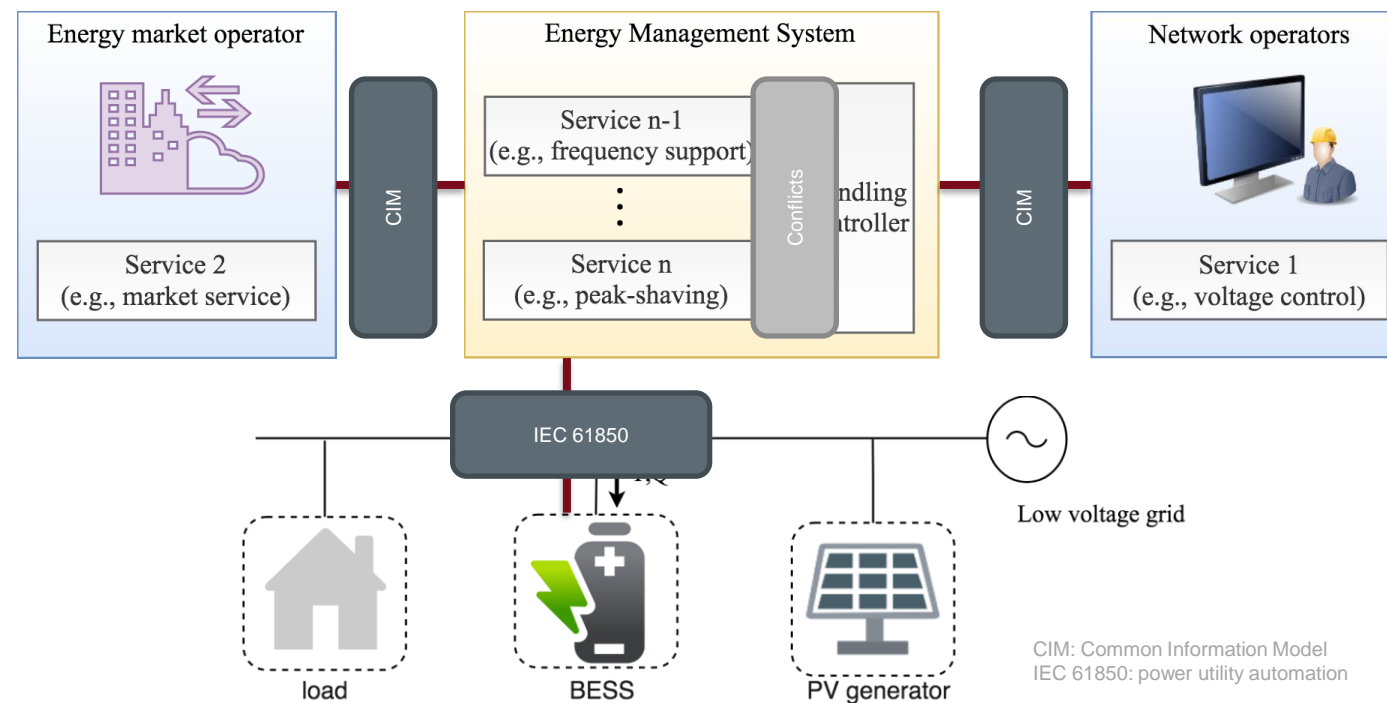 Energy market operator
Service 2
(e.g., market service)
CIM
Energy Management System
Service n-1
(e.g., frequency support)
Service n
(e.g., peak-shaving)
Conflicts
CIM
Network operators
Service 1
(e.g., voltage control)
IEC 61850
Low voltage grid
load
BESS
PV generator
CIM: Common Information Model
IEC 61850: power utility automation